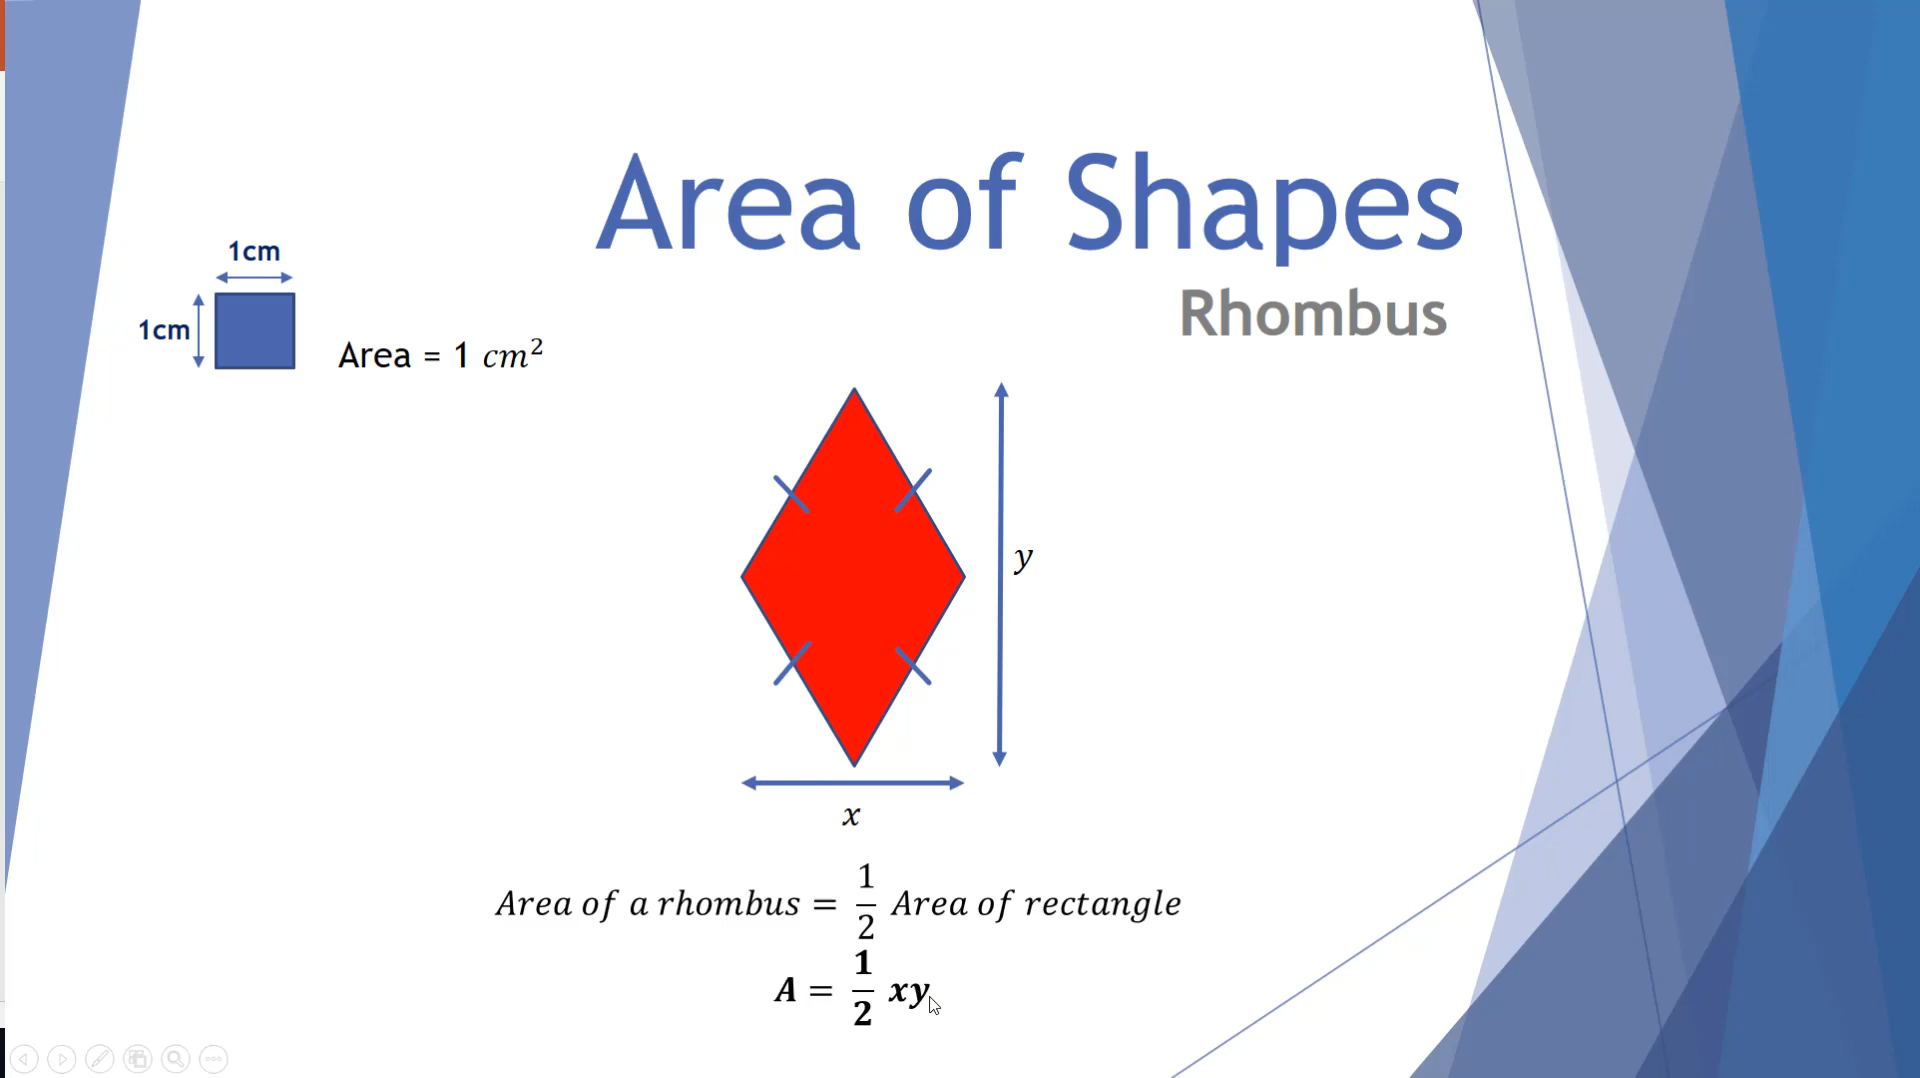 Area of Shapes
Rhombus
1cm
1cm
Area = 1 cm²
y
x
Area of a rhombus = 1/2 Area of rectangle
A = 1/2 xy